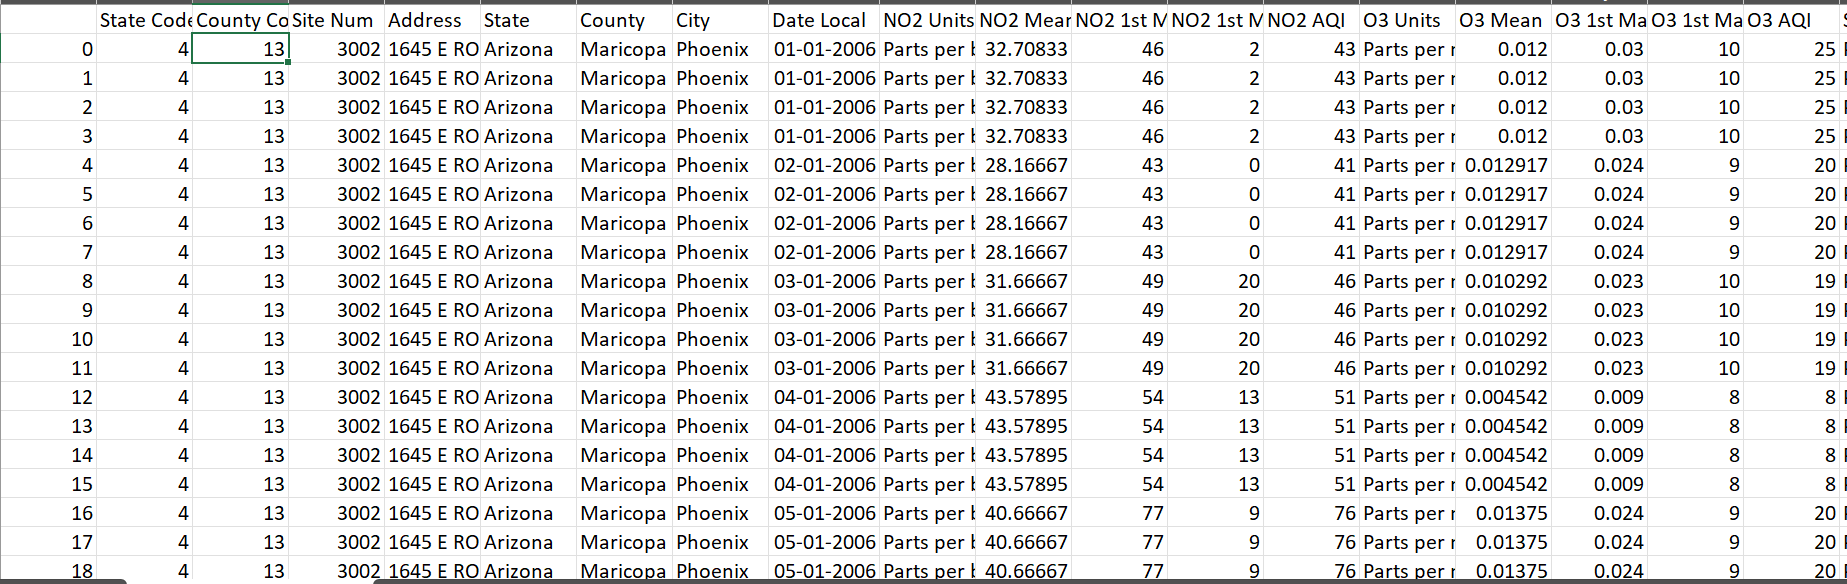 State Code County Co Site Num Address State County City Date Local NO2 Units NO2 Mear NO2 1st M NO2 1st M NO2 AQI O3 Units O3 Mean O3 1st Ma O3 1st Ma O3 AQI
0 4 13 3002 1645 E RO Arizona Maricopa Phoenix 01-01-2006 Parts per b 32.70833 46 2 43 Parts per r 0.012 0.03 10 25
1 4 13 3002 1645 E RO Arizona Maricopa Phoenix 01-01-2006 Parts per b 32.70833 46 2 43 Parts per r 0.012 0.03 10 25
2 4 13 3002 1645 E RO Arizona Maricopa Phoenix 01-01-2006 Parts per b 32.70833 46 2 43 Parts per r 0.012 0.03 10 25
3 4 13 3002 1645 E RO Arizona Maricopa Phoenix 01-01-2006 Parts per b 32.70833 46 2 43 Parts per r 0.012 0.03 10 25
4 4 13 3002 1645 E RO Arizona Maricopa Phoenix 02-01-2006 Parts per b 28.16667 43 0 41 Parts per r 0.012917 0.024 9 20
5 4 13 3002 1645 E RO Arizona Maricopa Phoenix 02-01-2006 Parts per b 28.16667 43 0 41 Parts per r 0.012917 0.024 9 20
6 4 13 3002 1645 E RO Arizona Maricopa Phoenix 02-01-2006 Parts per b 28.16667 43 0 41 Parts per r 0.012917 0.024 9 20
7 4 13 3002 1645 E RO Arizona Maricopa Phoenix 02-01-2006 Parts per b 28.16667 43 0 41 Parts per r 0.012917 0.024 9 20
8 4 13 3002 1645 E RO Arizona Maricopa Phoenix 03-01-2006 Parts per b 31.66667 49 20 46 Parts per r 0.010292 0.023 10 19
9 4 13 3002 1645 E RO Arizona Maricopa Phoenix 03-01-2006 Parts per b 31.66667 49 20 46 Parts per r 0.010292 0.023 10 19
10 4 13 3002 1645 E RO Arizona Maricopa Phoenix 03-01-2006 Parts per b 31.66667 49 20 46 Parts per r 0.010292 0.023 10 19
11 4 13 3002 1645 E RO Arizona Maricopa Phoenix 03-01-2006 Parts per b 31.66667 49 20 46 Parts per r 0.010292 0.023 10 19
12 4 13 3002 1645 E RO Arizona Maricopa Phoenix 04-01-2006 Parts per b 43.57895 54 13 51 Parts per r 0.004542 0.009 8 8
13 4 13 3002 1645 E RO Arizona Maricopa Phoenix 04-01-2006 Parts per b 43.57895 54 13 51 Parts per r 0.004542 0.009 8 8
14 4 13 3002 1645 E RO Arizona Maricopa Phoenix 04-01-2006 Parts per b 43.57895 54 13 51 Parts per r 0.004542 0.009 8 8
15 4 13 3002 1645 E RO Arizona Maricopa Phoenix 04-01-2006 Parts per b 43.57895 54 13 51 Parts per r 0.004542 0.009 8 8
16 4 13 3002 1645 E RO Arizona Maricopa Phoenix 05-01-2006 Parts per b 40.66667 77 9 76 Parts per r 0.01375 0.024 9 20
17 4 13 3002 1645 E RO Arizona Maricopa Phoenix 05-01-2006 Parts per b 40.66667 77 9 76 Parts per r 0.01375 0.024 9 20
18 4 13 3002 1645 E RO Arizona Maricopa Phoenix 05-01-2006 Parts per b 40.66667 77 9 76 Parts per r 0.01375 0.024 9 20